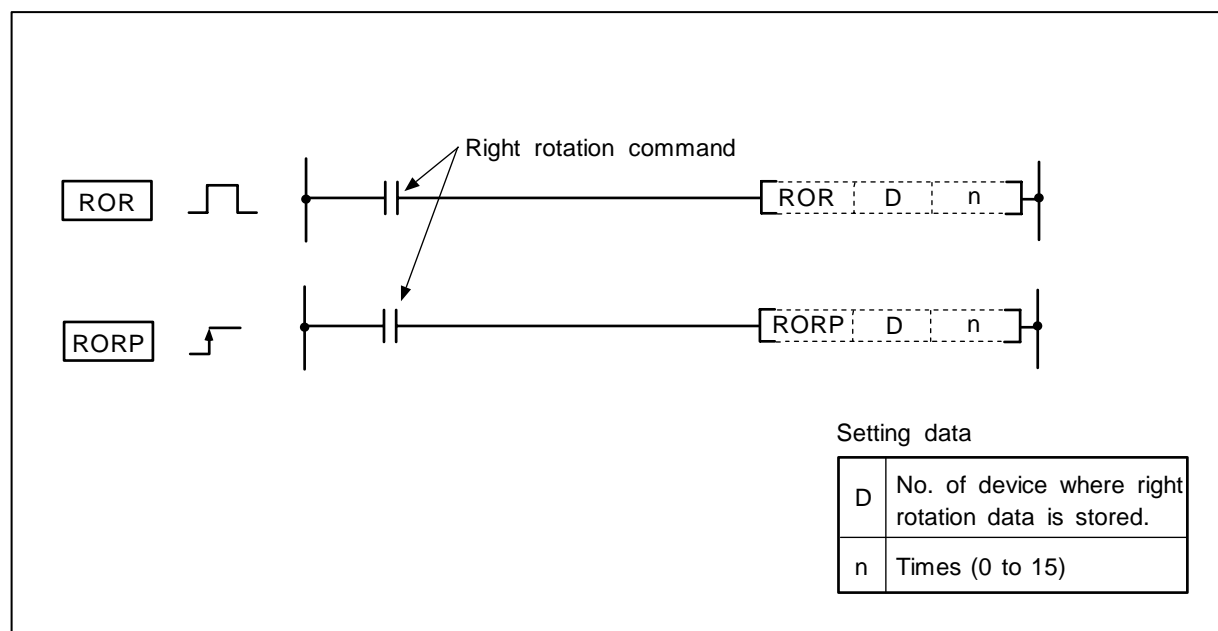 Right rotation command
ROR
ROR D n
RORP
RORP D n
Setting data
D No. of device where right
rotation data is stored.
n Times (0 to 15)